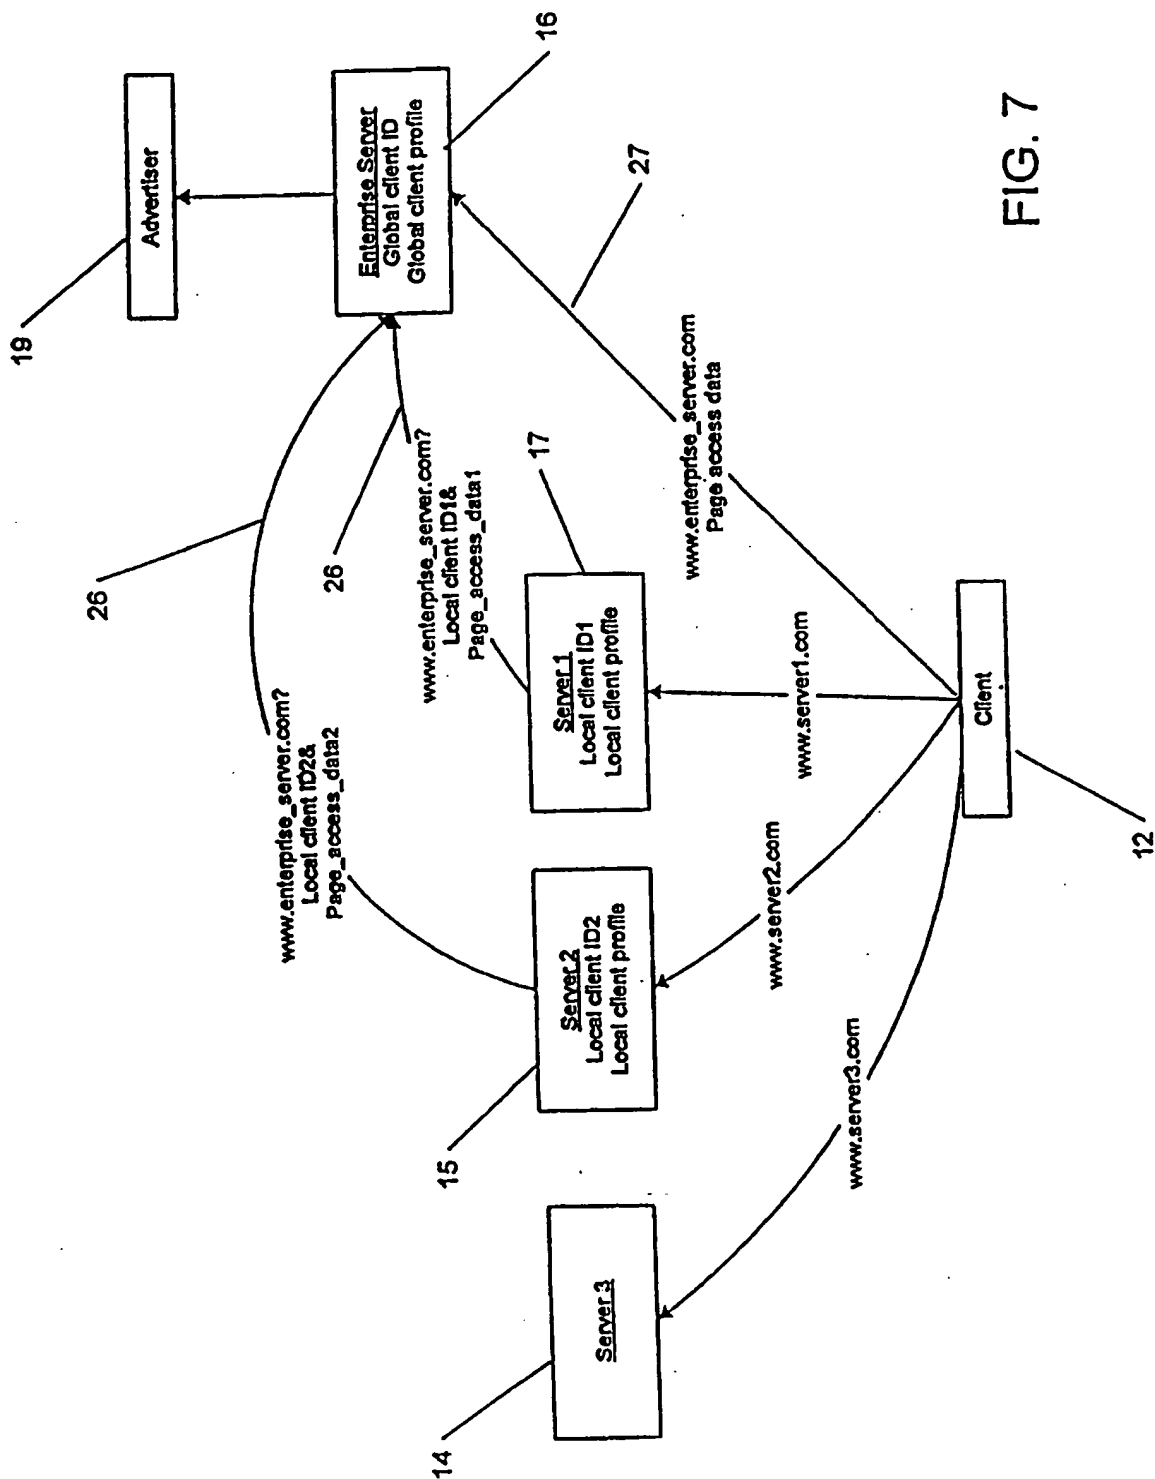 19
Advertiser
16
Enterprise Server
Global client ID
Global client profile
26
26
27
www.enterprise_server.com?
Local client ID2&
Page_access_data2
www.enterprise_server.com?
Local client ID1&
Page_access_data1
www.enterprise_server.com
Page access data
14
Server 3
15
Server 2
Local client ID2
Local client profile
17
Server 1
Local client ID1
Local client profile
www.server3.com
www.server2.com
www.server1.com
Client
12
FIG. 7